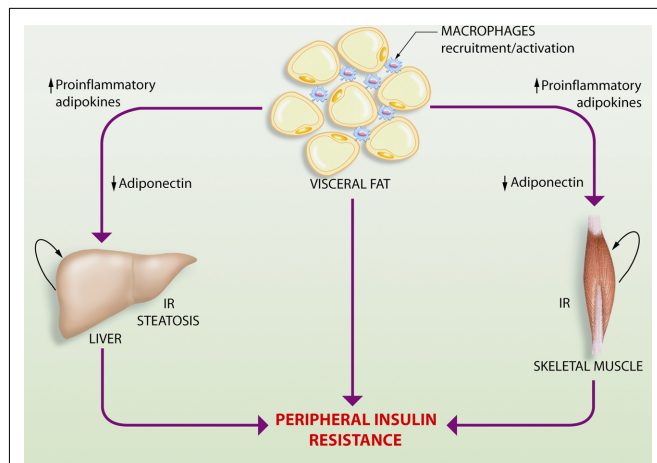 MACROPHAGES
recruitment/activation
Proinflammatory
adipokines
Proinflammatory
adipokines
VISCERAL FAT
Adiponectin
Adiponectin
IR
STEATOSIS
LIVER
IR
SKELETAL MUSCLE
PERIPHERAL INSULIN
RESISTANCE